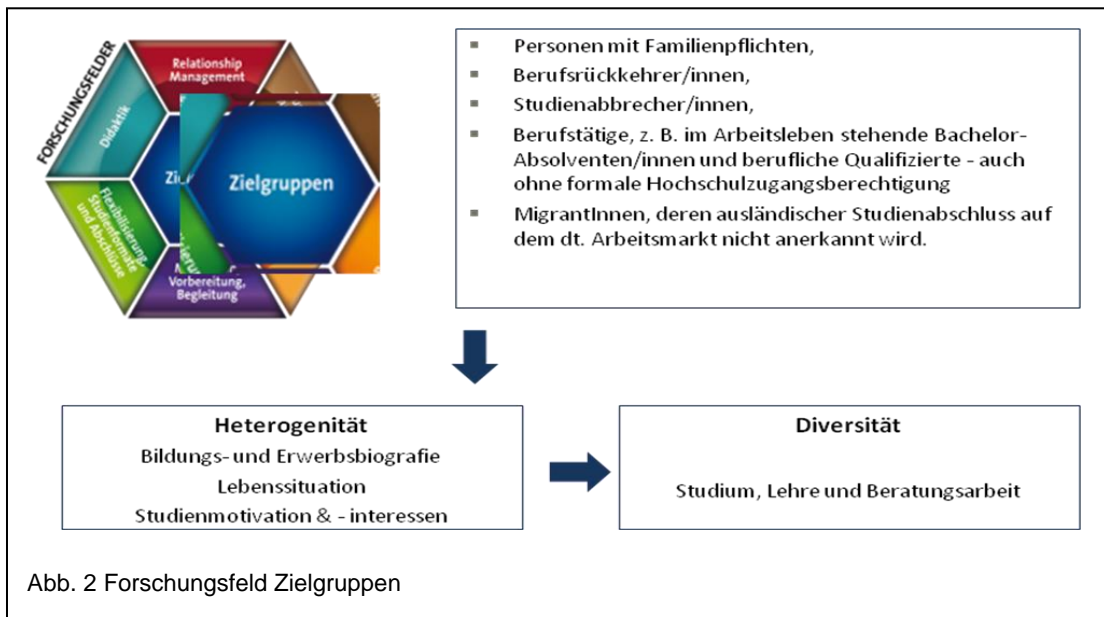 FORSCHUNGSFELDER
Relationship
Management
Didaktik
Zielgruppen
Flexibilisierung,
Studienformate
und Abschlüsse
Vorbereitung,
Begleitung
▪ Personen mit Familienpflichten,
▪ Berufsrückkehrer/innen,
▪ Studienabbrecher/innen,
▪ Berufstätige, z. B. im Arbeitsleben stehende Bachelor-
Absolventen/innen und berufliche Qualifizierte - auch
ohne formale Hochschulzugangsberechtigung
▪ MigrantInnen, deren ausländischer Studienabschluss auf
dem dt. Arbeitsmarkt nicht anerkannt wird.
Heterogenität
Bildungs- und Erwerbsbiografie
Lebenssituation
Studienmotivation & - interessen
Diversität
Studium, Lehre und Beratungsarbeit
Abb. 2 Forschungsfeld Zielgruppen